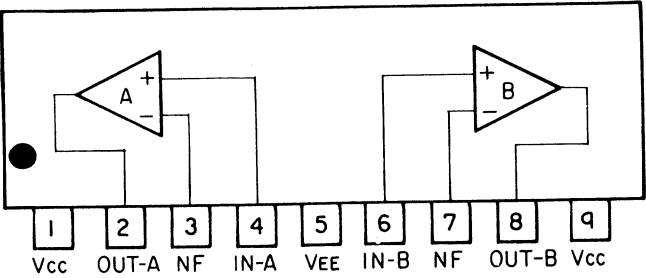 + A −
+ B −
1 2 3 4 5 6 7 8 9
Vcc OUT-A NF IN-A VEE IN-B NF OUT-B Vcc